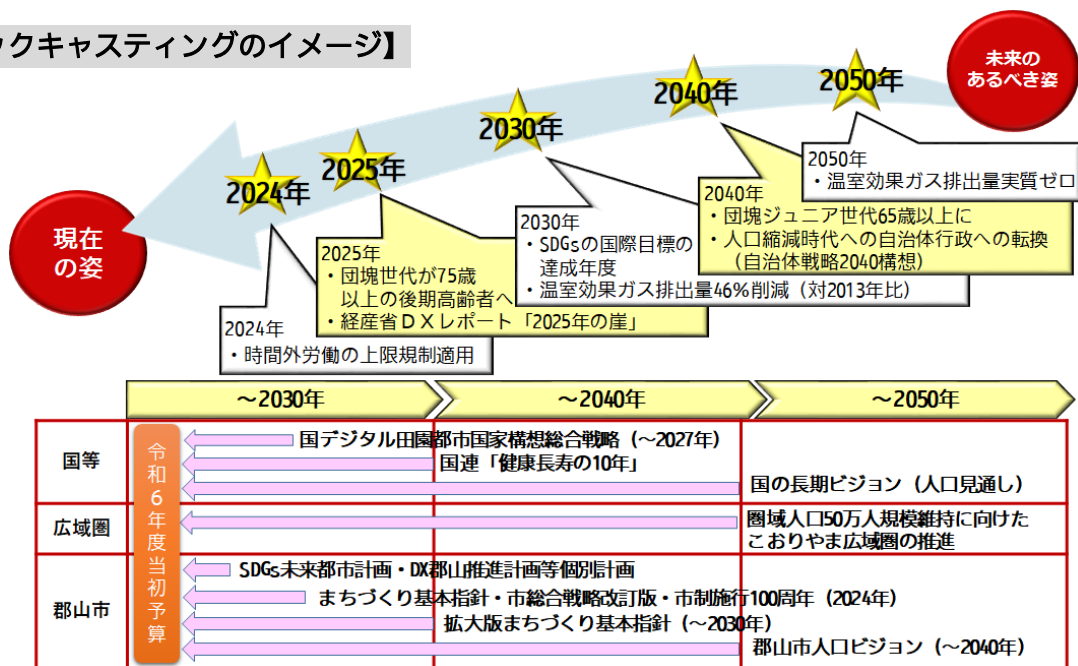 ックキャスティングのイメージ】
未来の
あるべき姿
2050年
2040年
2030年
2025年
2024年
現在
の姿
2050年
・温室効果ガス排出量実質ゼロ
2040年
・団塊ジュニア世代65歳以上に
・人口縮減時代への自治体行政への転換
(自治体戦略2040構想)
2030年
・SDGsの国際目標の
達成年度
・温室効果ガス排出量46%削減(対2013年比)
2025年
・団塊世代が75歳
以上の後期高齢者へ
・経産省DXレポート「2025年の崖」
2024年
・時間外労働の上限規制適用
～2030年
～2040年
～2050年
令和6年度当初予算
国等
国デジタル田園都市国家構想総合戦略(～2027年)
国連「健康長寿の10年」
国の長期ビジョン(人口見通し)
広域圏
圏域人口50万人規模維持に向けた
こおりやま広域圏の推進
郡山市
SDGs未来都市計画・DX郡山推進計画等個別計画
まちづくり基本指針・市総合戦略改訂版・市制施行100周年(2024年)
拡大版まちづくり基本指針(～2030年)
郡山市人口ビジョン(～2040年)